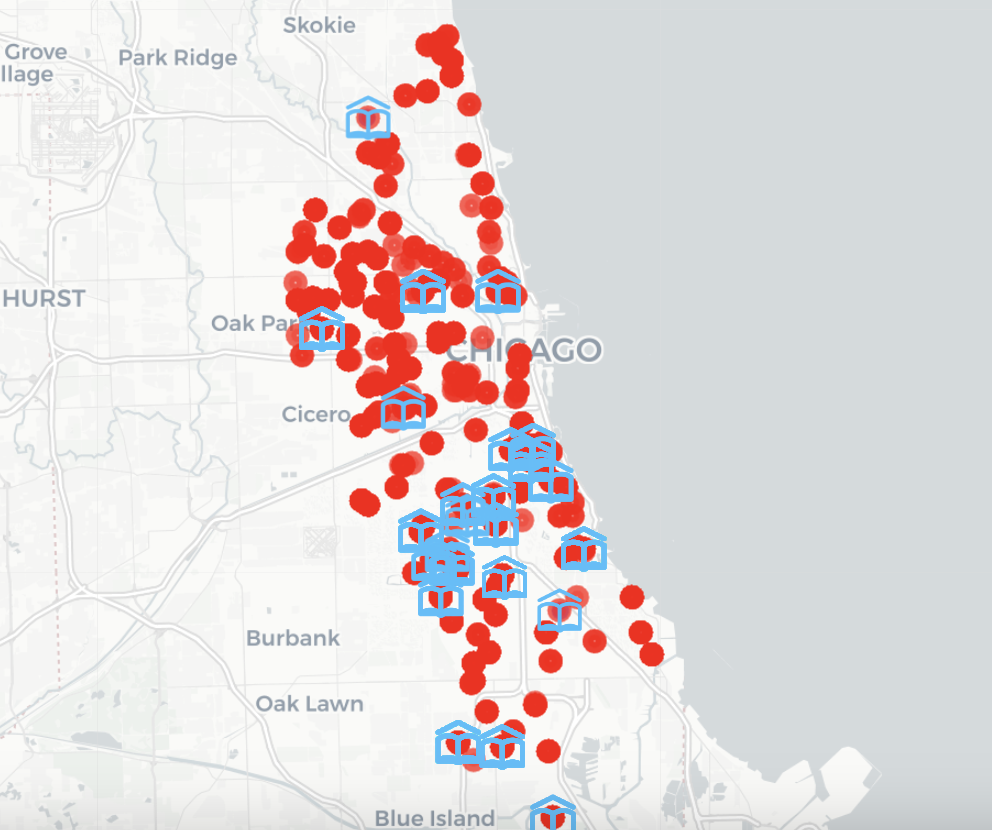 Skokie
Grove
llage
Park Ridge
HURST
Oak Par
CHICAGO
Cicero
Burbank
Oak Lawn
Blue Island